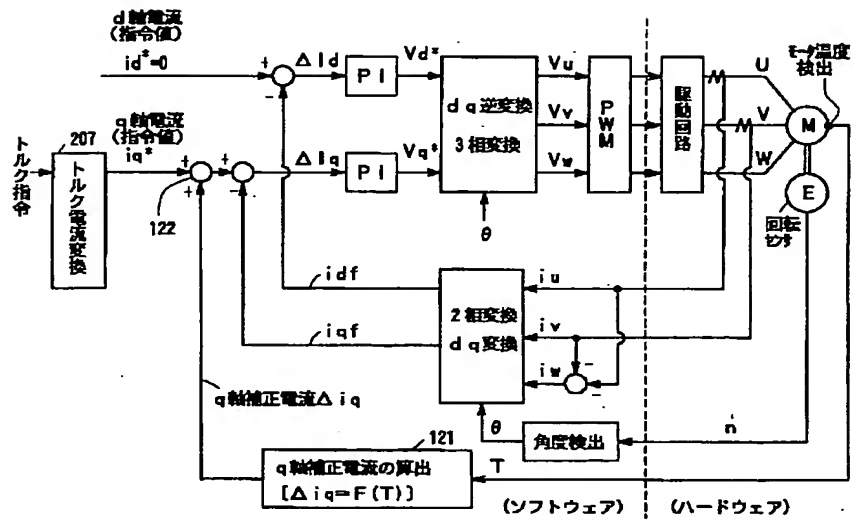 d軸電流
(指令値)
id*=0
+
-
ΔId
PI
Vd*
dq逆変換
3相変換
Vu
Vv
Vw
PWM
駆動回路
U
V
W
モータ温度
検出
M
E
回転
センサ
トルク指令
207
トルク電流変換
q軸電流
(指令値)
iq*
+
+
122
+
-
ΔIq
PI
Vq*
θ
idf
iqf
2相変換
dq変換
iu
iv
iw
-
-
q軸補正電流Δiq
θ
角度検出
n
121
q軸補正電流の算出
[Δiq=F(T)]
T
(ソフトウェア)
(ハードウェア)